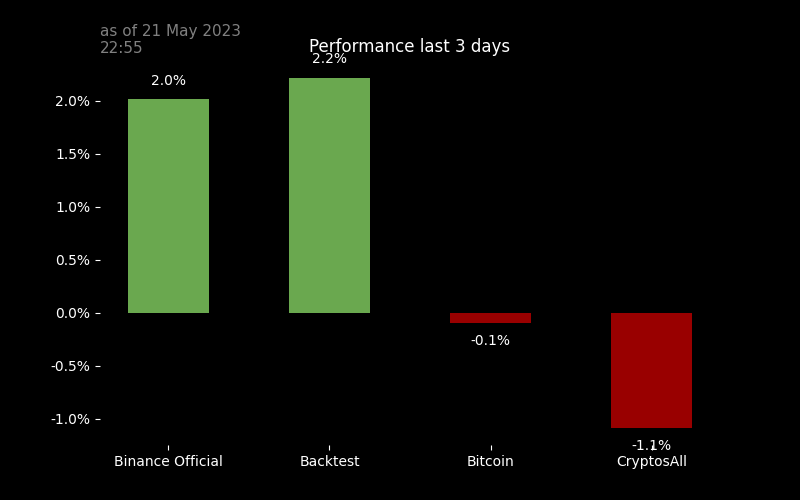 as of 21 May 2023
22:55
Performance last 3 days
2.0%
2.2%
-0.1%
-1.1%
2.0%
1.5%
1.0%
0.5%
0.0%
-0.5%
-1.0%
Binance Official
Backtest
Bitcoin
CryptosAll